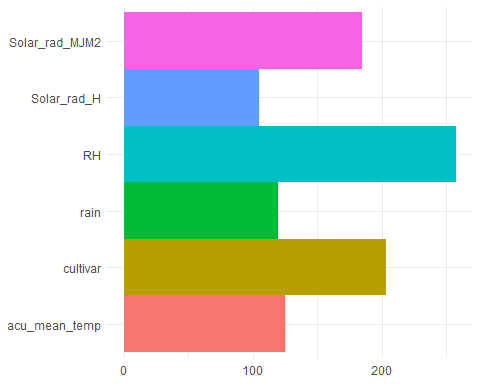 Solar_rad_MJM2
Solar_rad_H
RH
rain
cultivar
acu_mean_temp
0 100 200